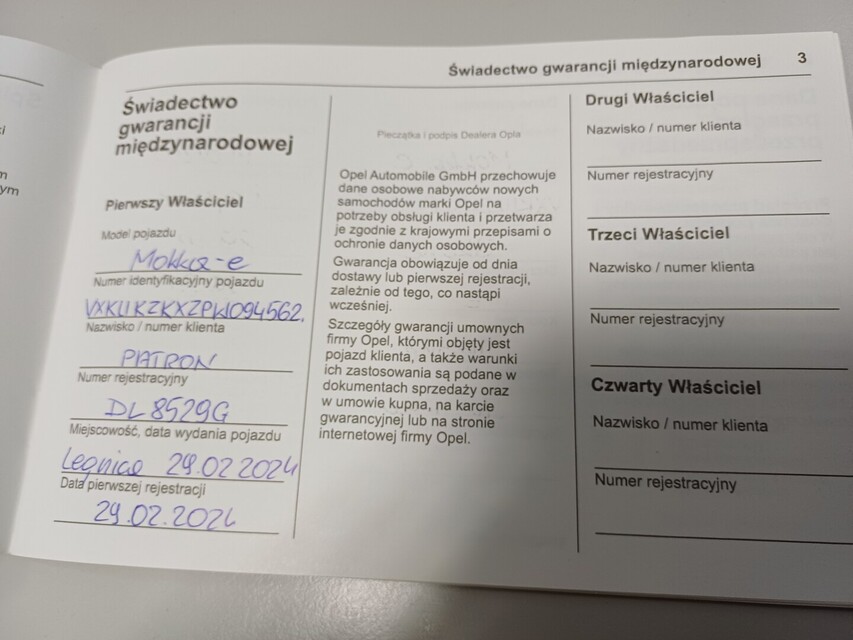 Świadectwo gwarancji międzynarodowej 3
Świadectwo
gwarancji
międzynarodowej
Pierwszy Właściciel
Model pojazdu
Mokka-e
Numer identyfikacyjny pojazdu
VXKUKZKXZPW094562
Nazwisko / numer klienta
PIATRON
Numer rejestracyjny
DL 8529G
Miejscowość, data wydania pojazdu
Legnica 29.02 2024
Data pierwszej rejestracji
29.02.2024
Pieczątka i podpis Dealera Opla
Opel Automobile GmbH przechowuje
dane osobowe nabywców nowych
samochodów marki Opel na
potrzeby obsługi klienta i przetwarza
je zgodnie z krajowymi przepisami o
ochronie danych osobowych.
Gwarancja obowiązuje od dnia
dostawy lub pierwszej rejestracji,
zależnie od tego, co nastąpi
wcześniej.
Szczegóły gwarancji umownych
firmy Opel, którymi objęty jest
pojazd klienta, a także warunki
ich zastosowania są podane w
dokumentach sprzedaży oraz
w umowie kupna, na karcie
gwarancyjnej lub na stronie
internetowej firmy Opel.
Drugi Właściciel
Nazwisko / numer klienta
Numer rejestracyjny
Trzeci Właściciel
Nazwisko / numer klienta
Numer rejestracyjny
Czwarty Właściciel
Nazwisko / numer klienta
Numer rejestracyjny